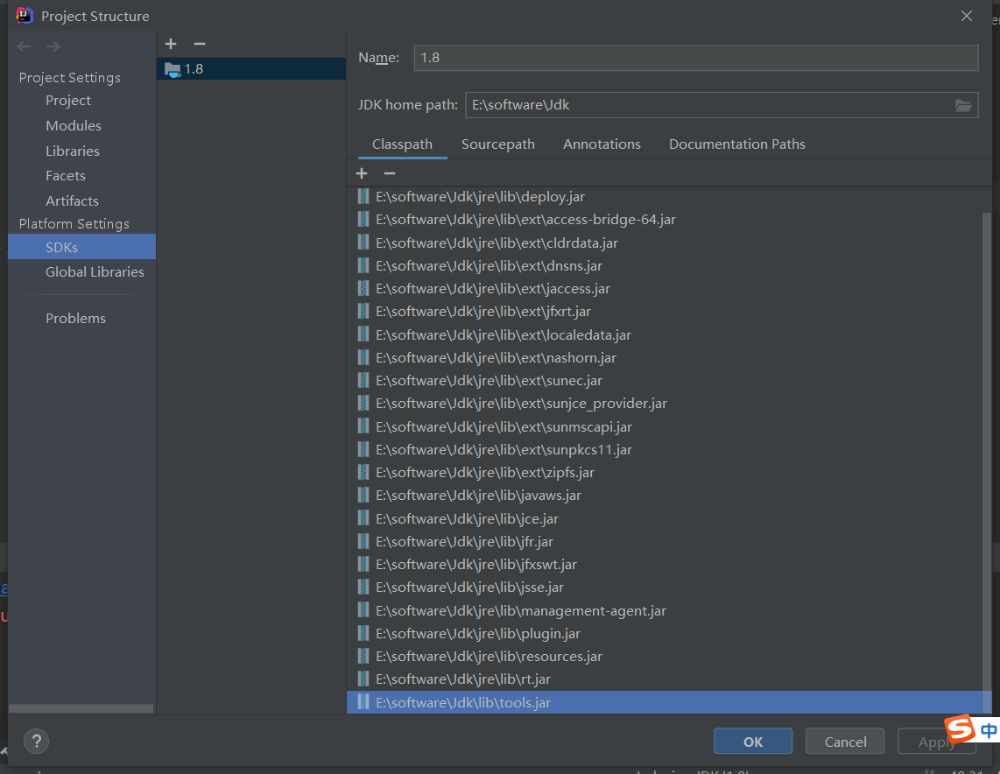 Project Structure
Project Settings
Project
Modules
Libraries
Facets
Artifacts
Platform Settings
SDKs
Global Libraries
Problems
1.8
Name: 1.8
JDK home path: E:\software\Jdk
Classpath Sourcepath Annotations Documentation Paths
E:\software\Jdk\jre\lib\deploy.jar
E:\software\Jdk\jre\lib\ext\access-bridge-64.jar
E:\software\Jdk\jre\lib\ext\cldrdata.jar
E:\software\Jdk\jre\lib\ext\dnsns.jar
E:\software\Jdk\jre\lib\ext\jaccess.jar
E:\software\Jdk\jre\lib\ext\jfxrt.jar
E:\software\Jdk\jre\lib\ext\localedata.jar
E:\software\Jdk\jre\lib\ext\nashorn.jar
E:\software\Jdk\jre\lib\ext\sunec.jar
E:\software\Jdk\jre\lib\ext\sunjce_provider.jar
E:\software\Jdk\jre\lib\ext\sunmscapi.jar
E:\software\Jdk\jre\lib\ext\sunpkcs11.jar
E:\software\Jdk\jre\lib\ext\zipfs.jar
E:\software\Jdk\jre\lib\javaws.jar
E:\software\Jdk\jre\lib\jce.jar
E:\software\Jdk\jre\lib\jfr.jar
E:\software\Jdk\jre\lib\jfxswt.jar
E:\software\Jdk\jre\lib\jsse.jar
E:\software\Jdk\jre\lib\management-agent.jar
E:\software\Jdk\jre\lib\plugin.jar
E:\software\Jdk\jre\lib\resources.jar
E:\software\Jdk\jre\lib\rt.jar
E:\software\Jdk\lib\tools.jar
? OK Cancel Apply
S 中